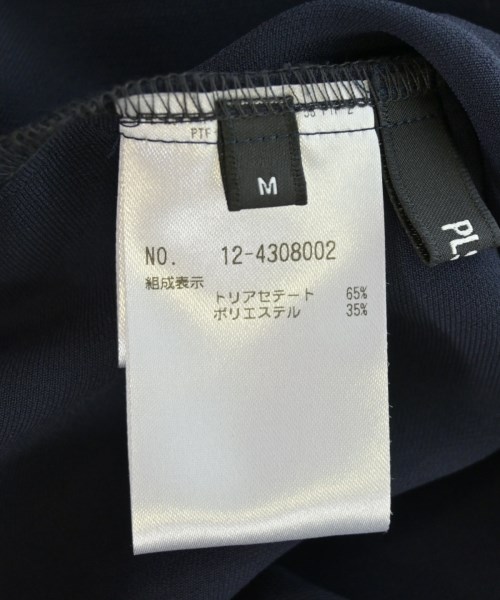 PTF
M
PL
NO. 12-4308002
組成表示
トリアセテート 65%
ポリエステル 35%